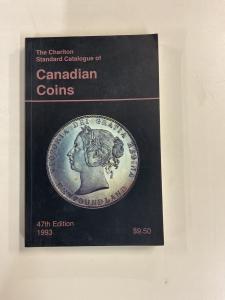 The Charlton
Standard Catalogue of
Canadian
Coins
VICTORIA DEI GRATIA REGINA
NEWFOUNDLAND
47th Edition
1993
$9.50